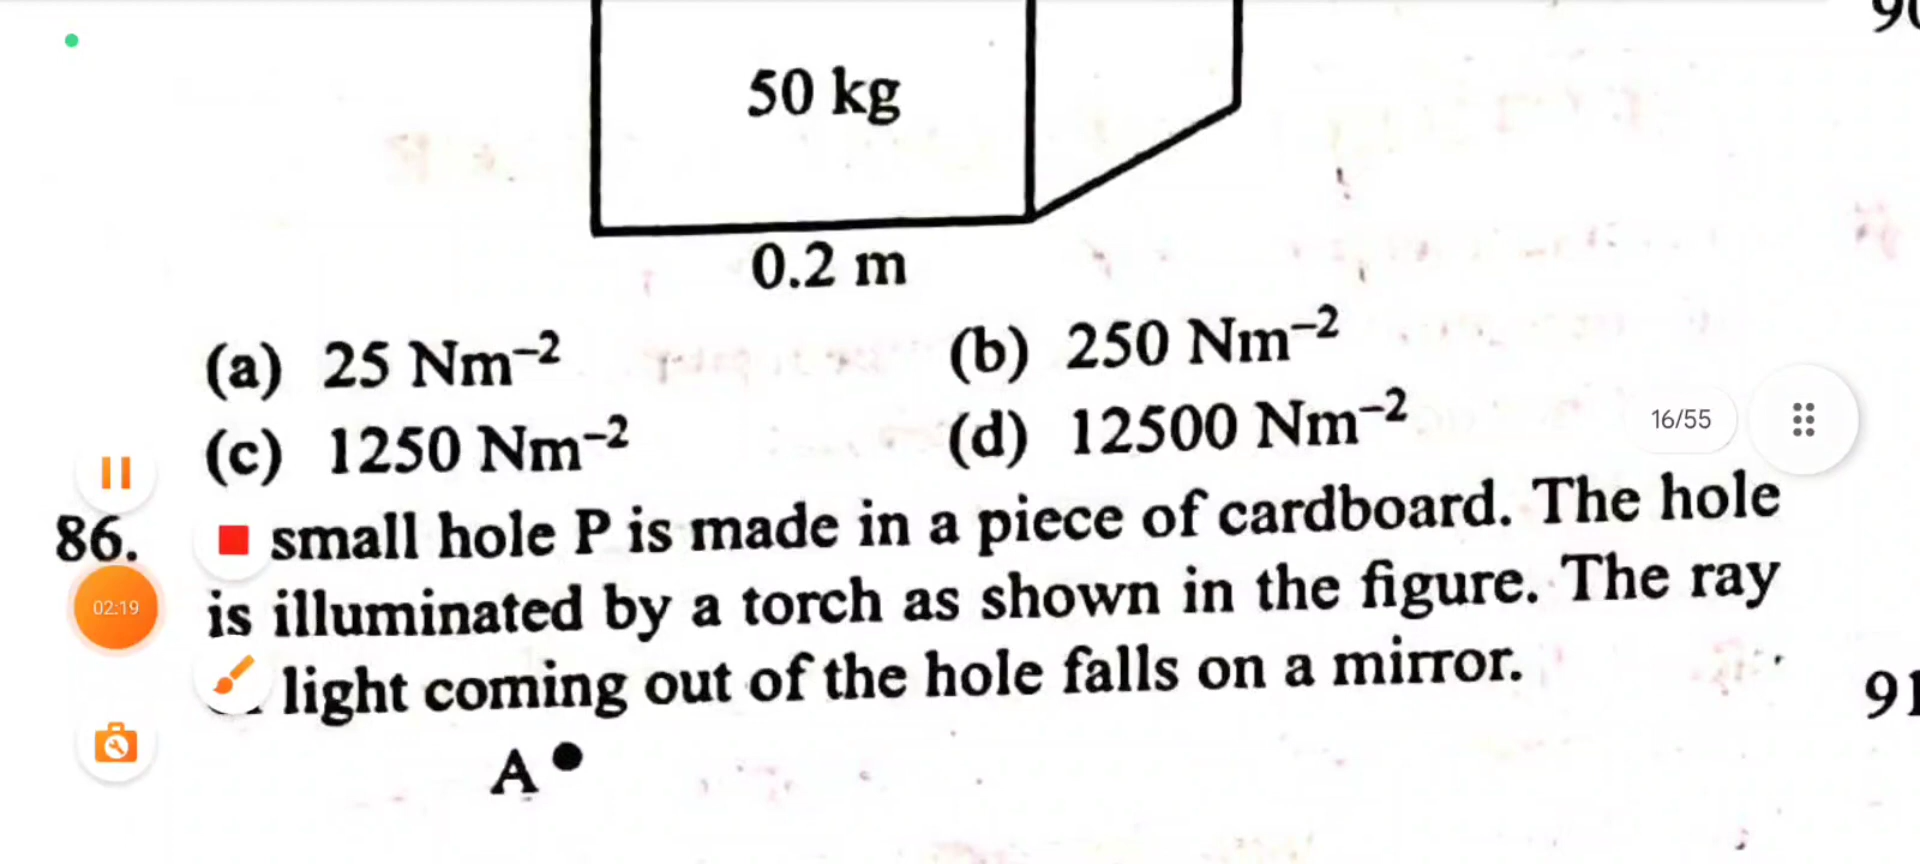 50 kg
0.2 m
(a) 25 Nm⁻² (b) 250 Nm⁻²
(c) 1250 Nm⁻² (d) 12500 Nm⁻²
16/55
86. small hole P is made in a piece of cardboard. The hole
02:19
is illuminated by a torch as shown in the figure. The ray
light coming out of the hole falls on a mirror.
91
A